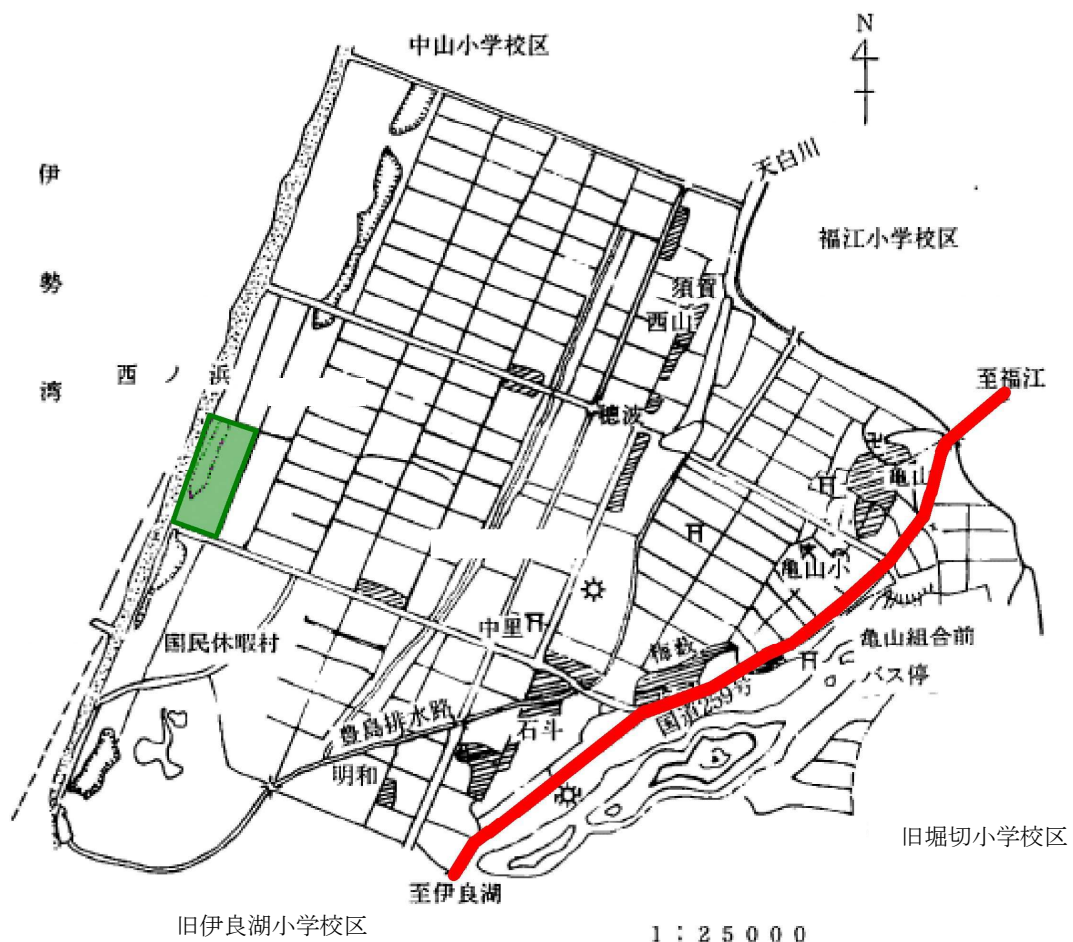 中山小学校区
N
天白川
伊勢湾
福江小学校区
須賀
西山
西ノ浜
至福江
穂波
亀山
亀山小
国民休暇村
中里
梅藪
亀山組合前
バス停
国道259号
豊島排水路
石斗
明和
旧堀切小学校区
至伊良湖
旧伊良湖小学校区
1:25000